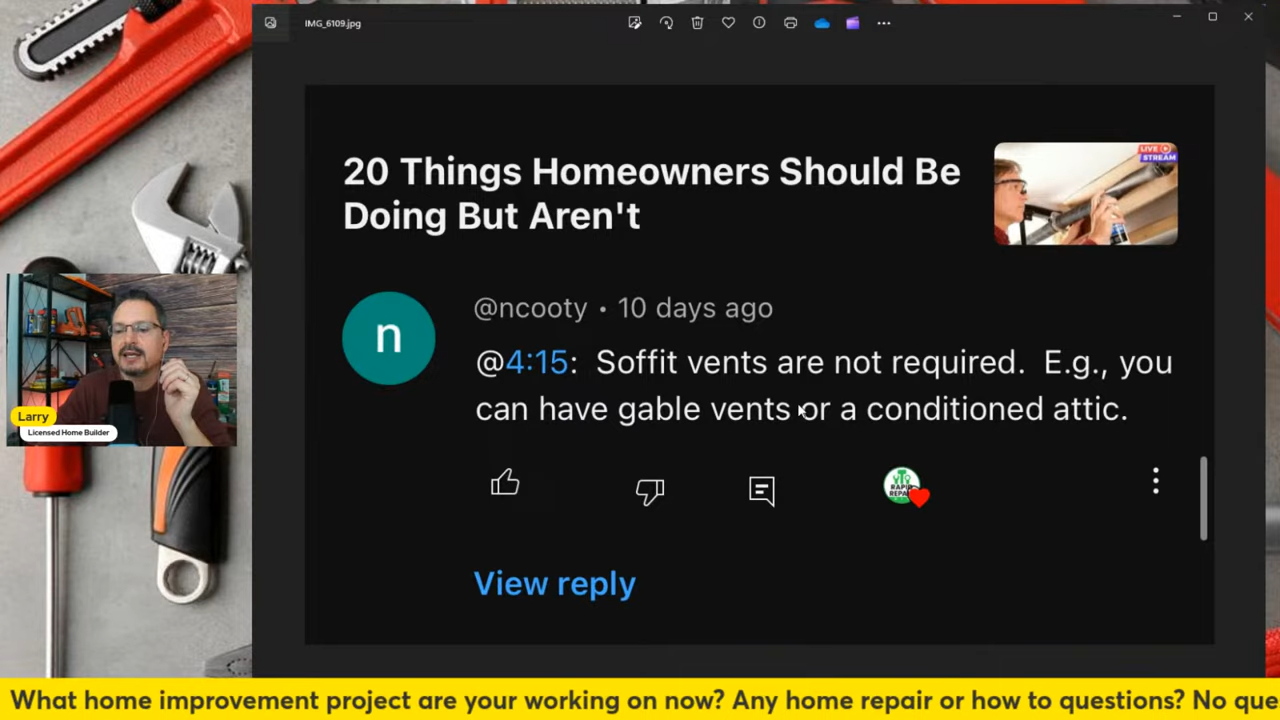 IMG_6109.jpg
20 Things Homeowners Should Be
Doing But Aren't
LIVE
STREAM
n
@ncooty • 10 days ago
@4:15: Soffit vents are not required. E.g., you
can have gable vents or a conditioned attic.
Larry
Licensed Home Builder
RAPID
View reply
What home improvement project are your working on now? Any home repair or how to questions? No que